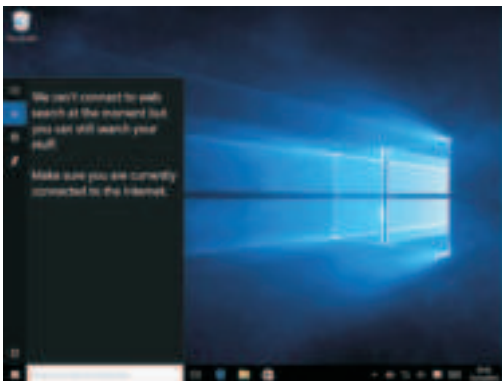 We can't connect to web
search at the moment but
you can still search your
stuff.
Make sure you are currently
connected to the Internet.